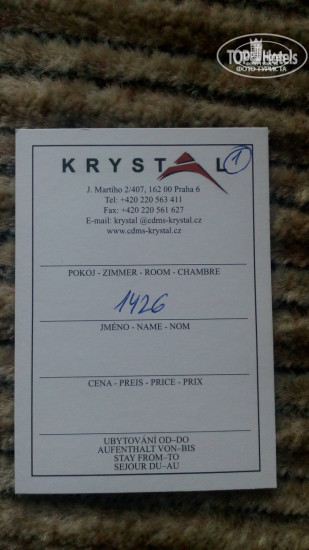 TOP Hotels
ФОТО ТУРИСТА
KRYSTAL
1
J. Martího 2/407, 162 00 Praha 6
Tel: +420 220 563 411
Fax: +420 220 561 627
E-mail: krystal @cdms-krystal.cz
www.cdms-krystal.cz
POKOJ - ZIMMER - ROOM - CHAMBRE
1426
JMÉNO - NAME - NOM
CENA - PREIS - PRICE - PRIX
UBYTOVÁNÍ OD–DO
AUFENTHALT VON–BIS
STAY FROM–TO
SEJOUR DU–AU